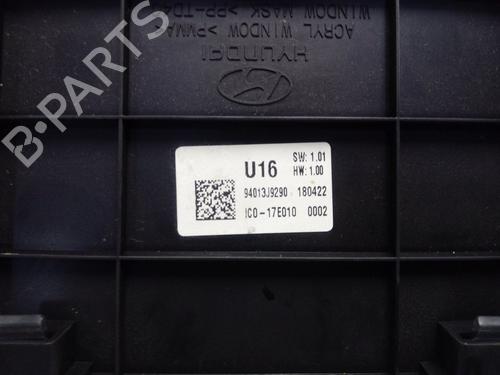 ACRYL WINDOW >PMMA
WINDOW MASK >PP-TD4
HYUNDAI
B-PARTS
U16
SW: 1.01
HW: 1.00
94013J9290 180422
ICO-17E010 0002